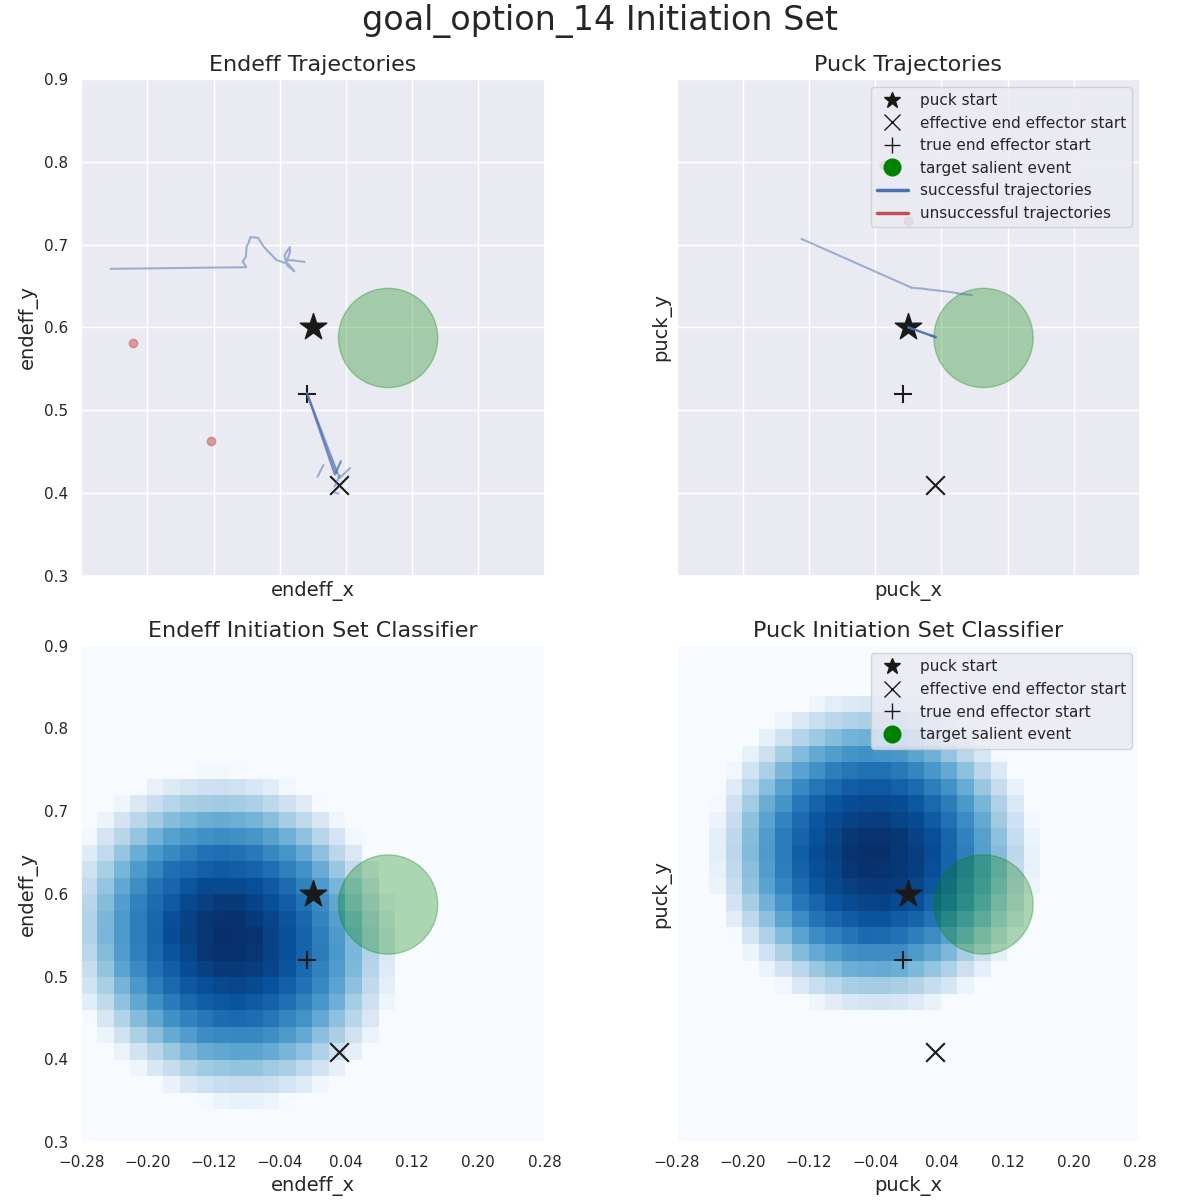 goal_option_14 Initiation Set
Endeff Trajectories
endeff_y
0.9
0.8
0.7
0.6
0.5
0.4
0.3
endeff_x
Puck Trajectories
puck start
effective end effector start
true end effector start
target salient event
successful trajectories
unsuccessful trajectories
puck_y
puck_x
Endeff Initiation Set Classifier
endeff_y
0.9
0.8
0.7
0.6
0.5
0.4
0.3
−0.28 −0.20 −0.12 −0.04 0.04 0.12 0.20 0.28
endeff_x
Puck Initiation Set Classifier
puck start
effective end effector start
true end effector start
target salient event
puck_y
−0.28 −0.20 −0.12 −0.04 0.04 0.12 0.20 0.28
puck_x